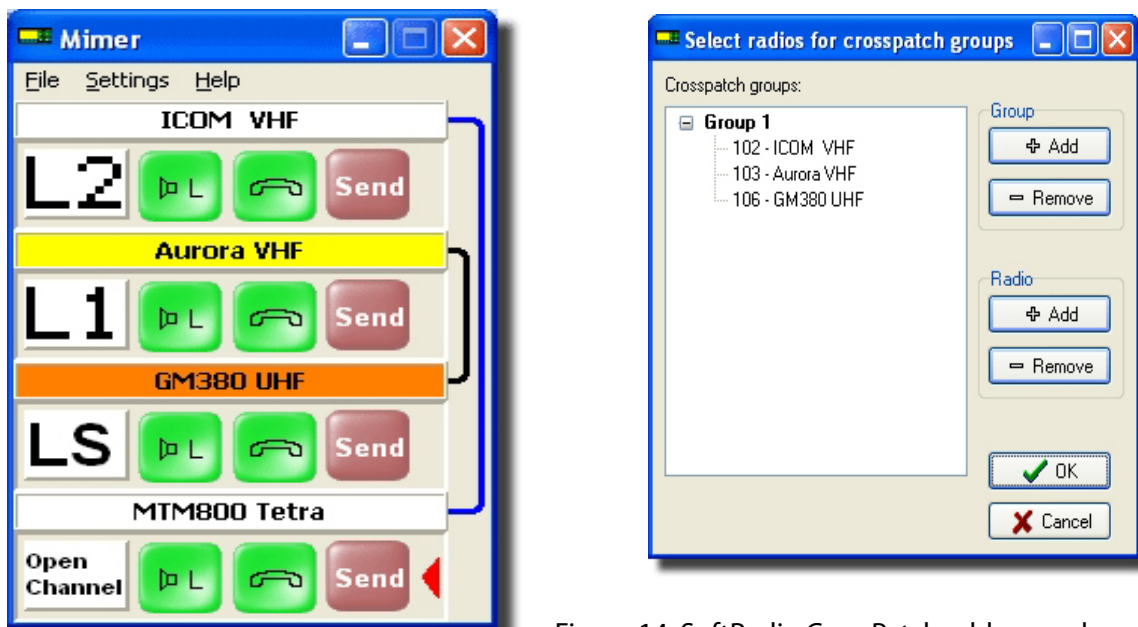 Mimer
File Settings Help
ICOM VHF
L2 L Send
Aurora VHF
L1 L Send
GM380 UHF
LS L Send
MTM800 Tetra
Open
Channel L Send
Select radios for crosspatch groups
Crosspatch groups:
Group 1
102 - ICOM VHF
103 - Aurora VHF
106 - GM380 UHF
Group
Add
Remove
Radio
Add
Remove
OK
Cancel